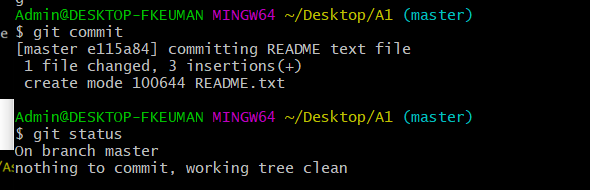 Admin@DESKTOP-FKEUMAN MINGW64 ~/Desktop/A1 (master)
$ git commit
[master e115a84] committing README text file
 1 file changed, 3 insertions(+)
 create mode 100644 README.txt

Admin@DESKTOP-FKEUMAN MINGW64 ~/Desktop/A1 (master)
$ git status
On branch master
nothing to commit, working tree clean